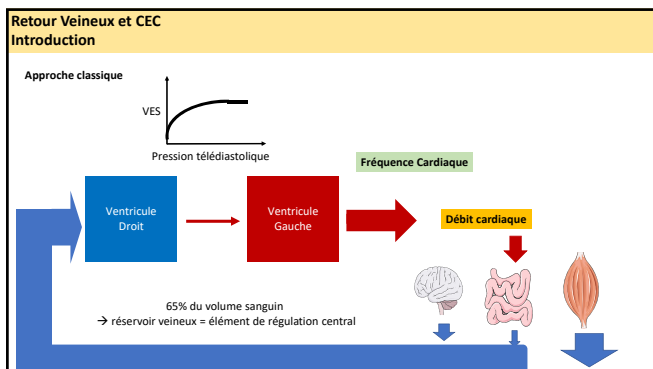 Retour Veineux et CEC
Introduction
Approche classique
VES
Pression télédiastolique
Fréquence Cardiaque
Ventricule
Droit
Ventricule
Gauche
Débit cardiaque
65% du volume sanguin
→ réservoir veineux = élément de régulation central